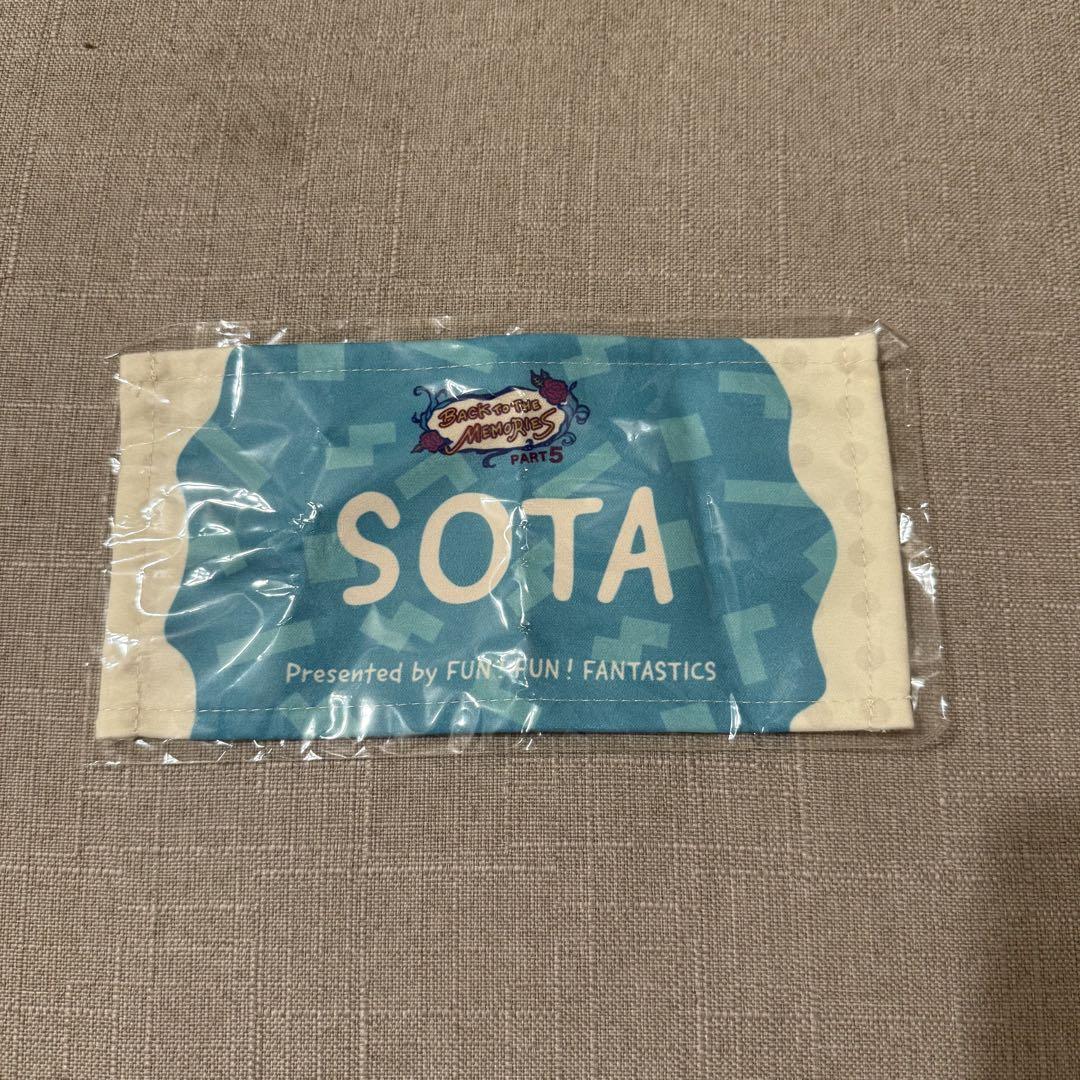 BACK TO THE
MEMORIES
PART5
SOTA
Presented by FUN! FUN! FANTASTICS